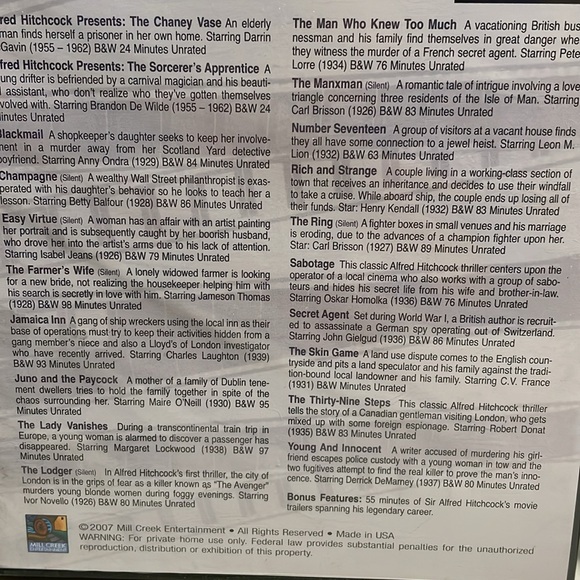 fred Hitchcock Presents: The Chaney Vase An elderly
man finds herself a prisoner in her own home. Starring Darrin
Gavin (1955 – 1962) B&W 24 Minutes Unrated
fred Hitchcock Presents: The Sorcerer's Apprentice A
ung drifter is befriended by a carnival magician and his beauti-
l assistant, who don't realize who they've gotten themselves
volved with. Starring Brandon De Wilde (1955 – 1962) B&W 24
inutes Unrated
Blackmail A shopkeeper's daughter seeks to keep her involve-
ment in a murder away from her Scotland Yard detective
boyfriend. Starring Anny Ondra (1929) B&W 84 Minutes Unrated
Champagne (Silent) A wealthy Wall Street philanthropist is exas-
perated with his daughter's behavior so he looks to teach her a
lesson. Starring Betty Balfour (1928) B&W 86 Minutes Unrated
Easy Virtue (Silent) A woman has an affair with an artist painting
her portrait and is subsequently caught by her boorish husband,
who drove her into the artist's arms due to his lack of attention.
Starring Isabel Jeans (1926) B&W 79 Minutes Unrated
The Farmer's Wife (Silent) A lonely widowed farmer is looking
for a new bride, not realizing the housekeeper helping him with
his search is secretly in love with him. Starring Jameson Thomas
(1928) B&W 98 Minutes Unrated
Jamaica Inn A gang of ship wreckers using the local inn as their
base of operations must try to keep their activities hidden from a
gang member's niece and also a Lloyd's of London investigator
who have recently arrived. Starring Charles Laughton (1939)
B&W 93 Minutes Unrated
Juno and the Paycock A mother of a family of Dublin tene-
ment dwellers tries to hold the family together in spite of the
chaos surrounding her. Starring Maire O'Neill (1930) B&W 95
Minutes Unrated
The Lady Vanishes During a transcontinental train trip in
Europe, a young woman is alarmed to discover a passenger has
disappeared. Starring Margaret Lockwood (1938) B&W 97
Minutes Unrated
The Lodger (Silent) In Alfred Hitchcock's first thriller, the city of
London is in the grips of fear as a killer known as "The Avenger"
murders young blonde women during foggy evenings. Starring
Ivor Novello (1926) B&W 80 Minutes Unrated
The Man Who Knew Too Much A vacationing British bus
nessman and his family find themselves in great danger whe
they witness the murder of a French secret agent. Starring Pete
Lorre (1934) B&W 76 Minutes Unrated
The Manxman (Silent) A romantic tale of intrigue involving a love
triangle concerning three residents of the Isle of Man. Starring
Carl Brisson (1926) B&W 83 Minutes Unrated
Number Seventeen A group of visitors at a vacant house finds
they all have some connection to a jewel heist. Starring Leon M.
Lion (1932) B&W 63 Minutes Unrated
Rich and Strange A couple living in a working-class section of
town that receives an inheritance and decides to use their windfall
to take a cruise. While aboard ship, the couple ends up losing all of
their funds. Star: Henry Kendall (1932) B&W 83 Minutes Unrated
The Ring (Silent) A fighter boxes in small venues and his marriage
is eroding, due to the advances of a champion fighter upon her.
Star: Carl Brisson (1927) B&W 89 Minutes Unrated
Sabotage This classic Alfred Hitchcock thriller centers upon the
operator of a local cinema who also works with a group of sabo-
teurs and hides his secret life from his wife and brother-in-law.
Starring Oskar Homolka (1936) B&W 76 Minutes Unrated
Secret Agent Set during World War I, a British author is recruit-
ed to assassinate a German spy operating out of Switzerland.
Starring John Gielgud (1936) B&W 86 Minutes Unrated
The Skin Game A land use dispute comes to the English coun-
tryside and pits a land speculator and his family against the tradi-
tion-bound local landowner and his family. Starring C.V. France
(1931) B&W Minutes Unrated
The Thirty-Nine Steps This classic Alfred Hitchcock thriller
tells the story of a Canadian gentleman visiting London, who gets
mixed up with some foreign espionage. Starring Robert Donat
(1935) B&W 83 Minutes Unrated
Young And Innocent A writer accused of murdering his girl-
friend escapes police custody with a young woman in tow and the
two fugitives attempt to find the real killer to prove the man's inno-
cence. Starring Derrick DeMarney (1937) B&W 80 Minutes Unrated
Bonus Features: 55 minutes of Sir Alfred Hitchcock's movie
trailers spanning his legendary career.
MILL CREEK
ENTERTAINMENT
©2007 Mill Creek Entertainment • All Rights Reserved • Made in USA
WARNING: For private home use only. Federal law provides substantial penalties for the unauthorized
reproduction, distribution or exhibition of this property.